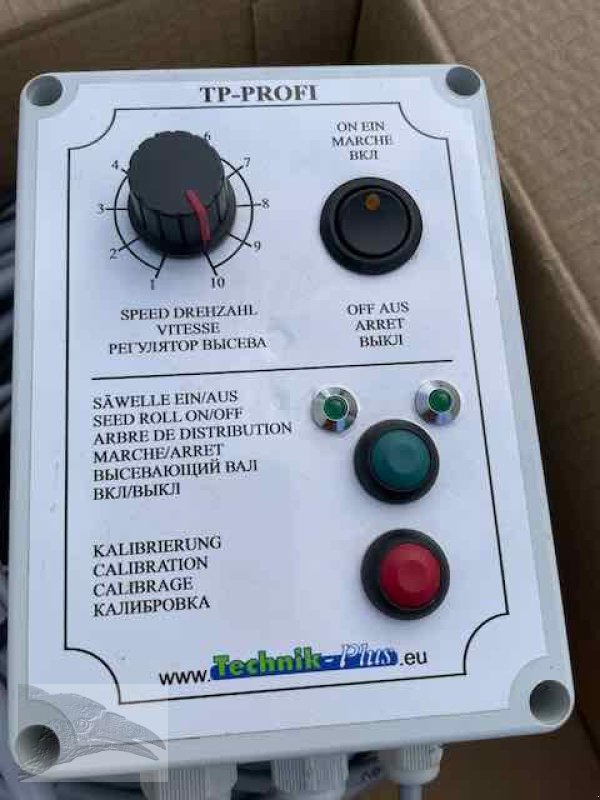 TP-PROFI
ON EIN
MARCHE
ВКЛ
6
4
7
3
8
2
9
1
10
SPEED DREHZAHL
VITESSE
РЕГУЛЯТОР ВЫСЕВА
OFF AUS
ARRET
ВЫКЛ
SÄWELLE EIN/AUS
SEED ROLL ON/OFF
ARBRE DE DISTRIBUTION
MARCHE/ARRET
ВЫСЕВАЮЩИЙ ВАЛ
ВКЛ/ВЫКЛ
KALIBRIERUNG
CALIBRATION
CALIBRAGE
КАЛИБРОВКА
www.Technik-Plus.eu